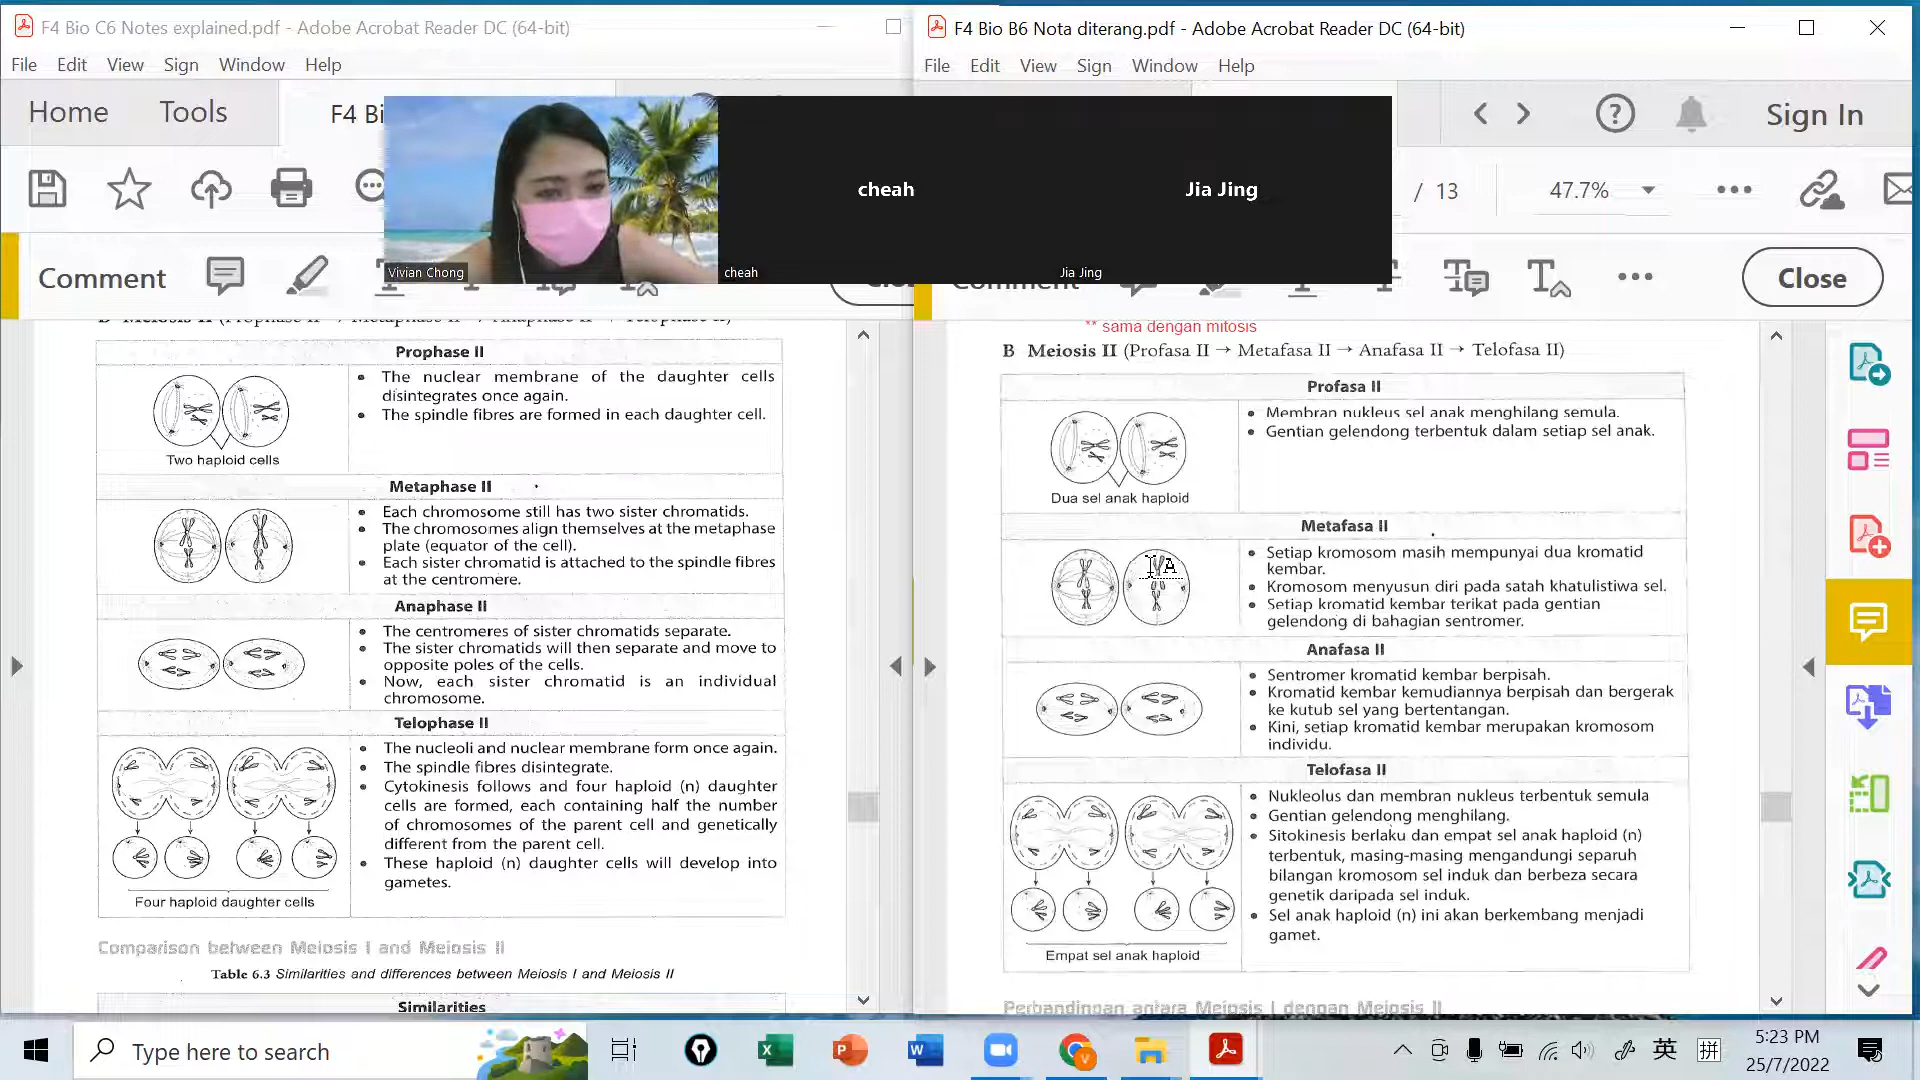 F4 Bio C6 Notes explained.pdf - Adobe Acrobat Reader DC (64-bit)
File Edit View Sign Window Help
Home Tools F4 Bi
Comment
Prophase II
The nuclear membrane of the daughter cells
disintegrates once again.
The spindle fibres are formed in each daughter cell.
Two haploid cells
Metaphase II
Each chromosome still has two sister chromatids.
The chromosomes align themselves at the metaphase
plate (equator of the cell).
Each sister chromatid is attached to the spindle fibres
at the centromere.
Anaphase II
The centromeres of sister chromatids separate.
The sister chromatids will then separate and move to
opposite poles of the cells.
Now, each sister chromatid is an individual
chromosome.
Telophase II
The nucleoli and nuclear membrane form once again.
The spindle fibres disintegrate.
Cytokinesis follows and four haploid (n) daughter
cells are formed, each containing half the number
of chromosomes of the parent cell and genetically
different from the parent cell.
These haploid (n) daughter cells will develop into
gametes.
Four haploid daughter cells
Comparison between Meiosis I and Meiosis II
Table 6.3 Similarities and differences between Meiosis I and Meiosis II
Similarities
Vivian Chong
cheah
cheah
Jia Jing
Jia Jing
F4 Bio B6 Nota diterang.pdf - Adobe Acrobat Reader DC (64-bit)
File Edit View Sign Window Help
Sign In
/ 13
47.7%
Close
** sama dengan mitosis
B Meiosis II (Profasa II → Metafasa II → Anafasa II → Telofasa II)
Profasa II
Membran nukleus sel anak menghilang semula.
Gentian gelendong terbentuk dalam setiap sel anak.
Dua sel anak haploid
Metafasa II
Setiap kromosom masih mempunyai dua kromatid
kembar.
Kromosom menyusun diri pada satah khatulistiwa sel.
Setiap kromatid kembar terikat pada gentian
gelendong di bahagian sentromer.
Anafasa II
Sentromer kromatid kembar berpisah.
Kromatid kembar kemudiannya berpisah dan bergerak
ke kutub sel yang bertentangan.
Kini, setiap kromatid kembar merupakan kromosom
individu.
Telofasa II
Nukleolus dan membran nukleus terbentuk semula
Gentian gelendong menghilang.
Sitokinesis berlaku dan empat sel anak haploid (n)
terbentuk, masing-masing mengandungi separuh
bilangan kromosom sel induk dan berbeza secara
genetik daripada sel induk.
Sel anak haploid (n) ini akan berkembang menjadi
gamet.
Empat sel anak haploid
Perbandingan antara Meiosis I dengan Meiosis II
Type here to search
英 拼
5:23 PM
25/7/2022